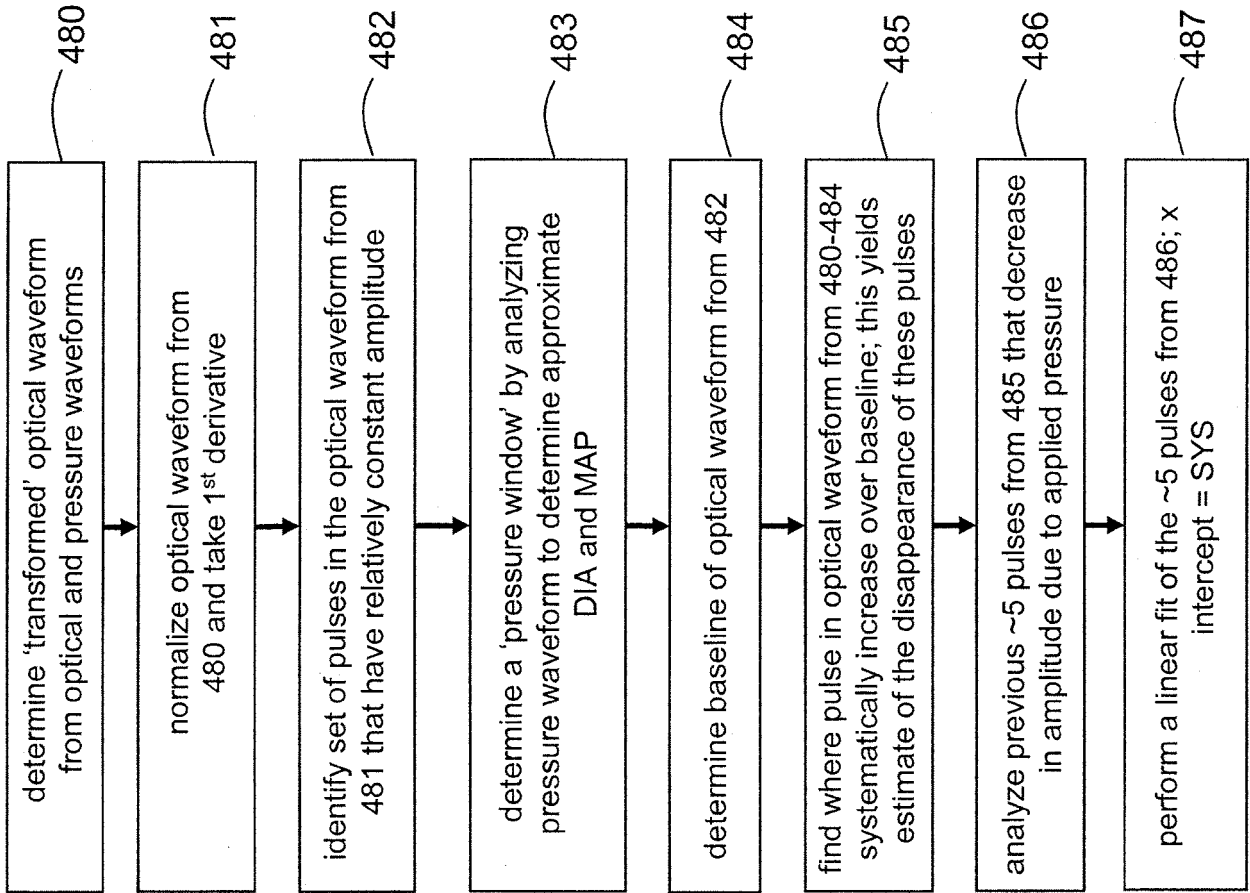 determine ‘transformed’ optical waveform
from optical and pressure waveforms
480
normalize optical waveform from
480 and take 1st derivative
481
identify set of pulses in the optical waveform from
481 that have relatively constant amplitude
482
determine a ‘pressure window’ by analyzing
pressure waveform to determine approximate
DIA and MAP
483
determine baseline of optical waveform from 482
484
find where pulse in optical waveform from 480-484
systematically increase over baseline; this yields
estimate of the disappearance of these pulses
485
analyze previous ~5 pulses from 485 that decrease
in amplitude due to applied pressure
486
perform a linear fit of the ~5 pulses from 486; x
intercept = SYS
487